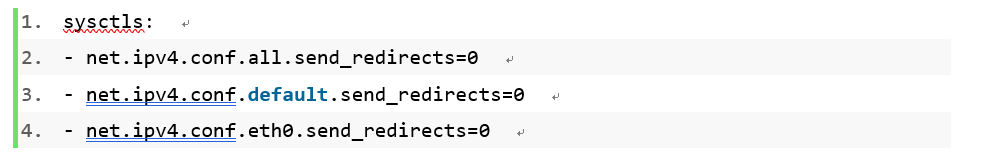 1. sysctls:
2. - net.ipv4.conf.all.send_redirects=0
3. - net.ipv4.conf.default.send_redirects=0
4. - net.ipv4.conf.eth0.send_redirects=0